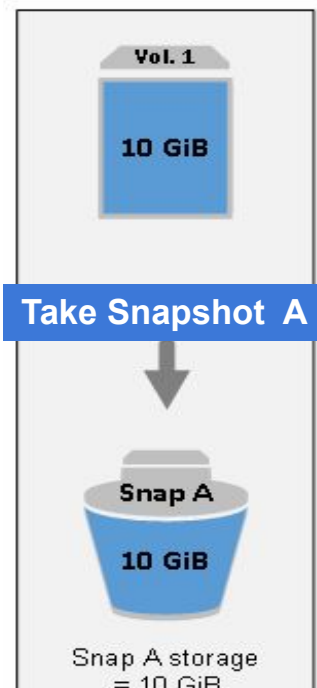 Vol. 1
10 GiB
Take Snapshot A
Snap A
10 GiB
Snap A storage
= 10 GiB